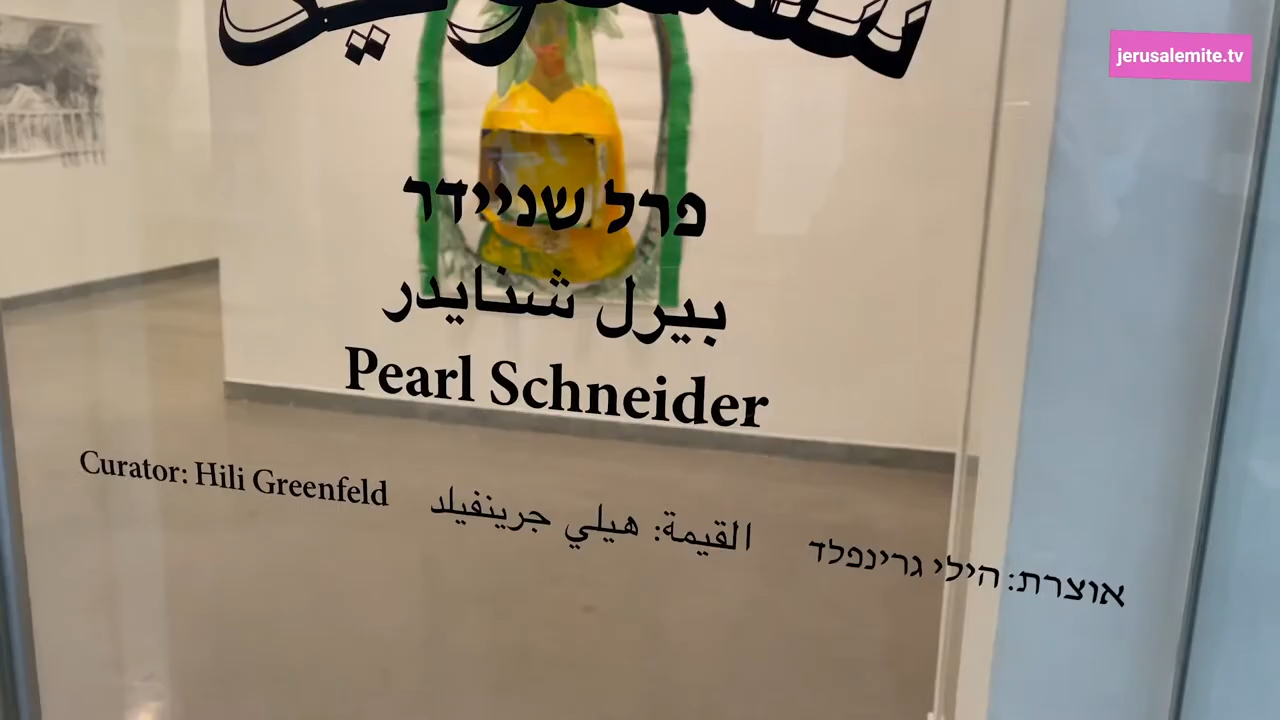 jerusalemite.tv
פרל שניידר
بيرل شنايدر
Pearl Schneider
Curator: Hili Greenfeld القيمة: هيلي جرينفيلد אוצרת: הילי גרינפלד